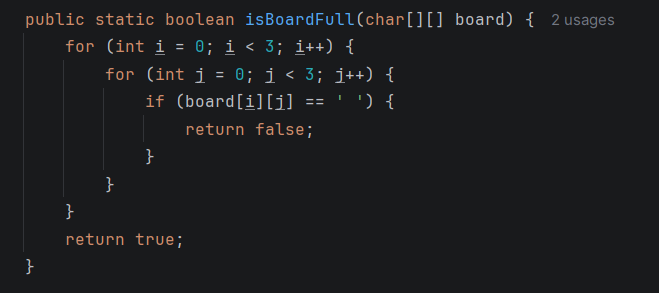 public static boolean isBoardFull(char[][] board) { 2 usages
    for (int i = 0; i < 3; i++) {
        for (int j = 0; j < 3; j++) {
            if (board[i][j] == ' ') {
                return false;
            }
        }
    }
    return true;
}